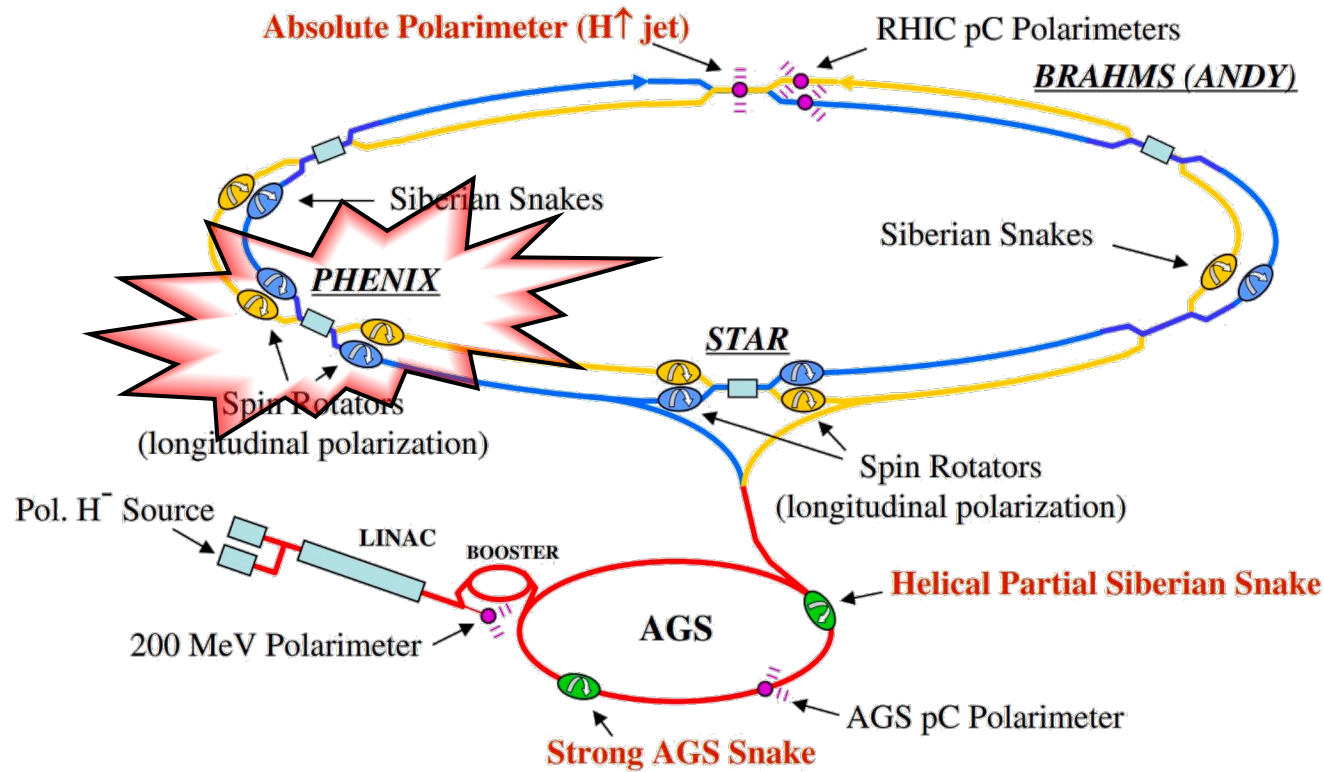 Absolute Polarimeter (H↑ jet)
RHIC pC Polarimeters
BRAHMS (ANDY)
Siberian Snakes
Siberian Snakes
PHENIX
STAR
Spin Rotators
(longitudinal polarization)
Spin Rotators
(longitudinal polarization)
Pol. H⁻ Source
LINAC
BOOSTER
Helical Partial Siberian Snake
AGS
200 MeV Polarimeter
AGS pC Polarimeter
Strong AGS Snake